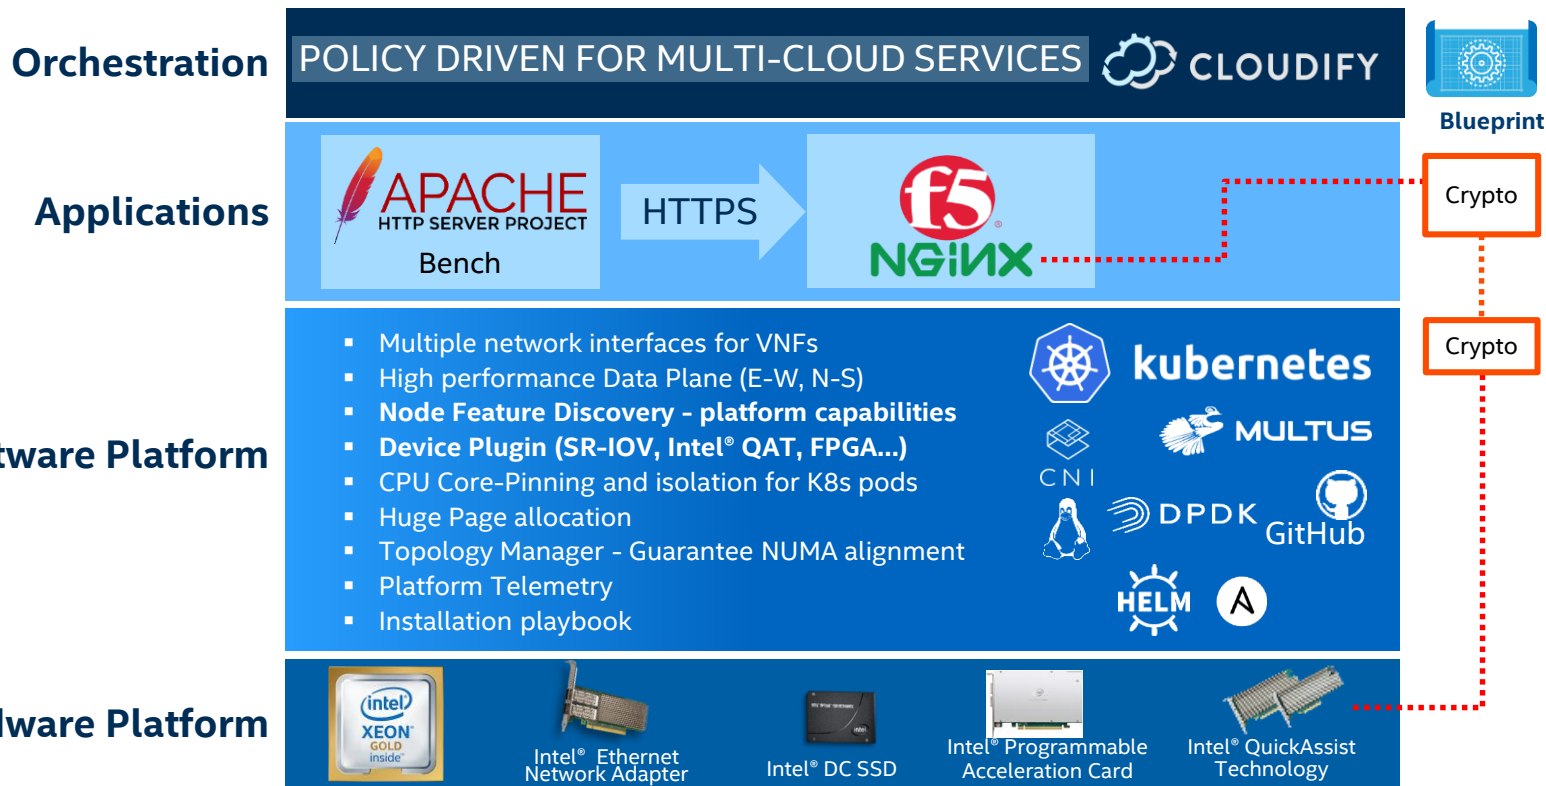 Orchestration
POLICY DRIVEN FOR MULTI-CLOUD SERVICES
CLOUDIFY
Blueprint
Applications
APACHE
HTTP SERVER PROJECT
Bench
HTTPS
f5
NGINX
Crypto
Crypto
tware Platform
▪ Multiple network interfaces for VNFs
▪ High performance Data Plane (E-W, N-S)
▪ Node Feature Discovery - platform capabilities
▪ Device Plugin (SR-IOV, Intel® QAT, FPGA...)
▪ CPU Core-Pinning and isolation for K8s pods
▪ Huge Page allocation
▪ Topology Manager - Guarantee NUMA alignment
▪ Platform Telemetry
▪ Installation playbook
kubernetes
MULTUS
CNI
DPDK
GitHub
HELM
dware Platform
intel
XEON
GOLD
inside
Intel® Ethernet
Network Adapter
Intel® DC SSD
Intel® Programmable
Acceleration Card
Intel® QuickAssist
Technology